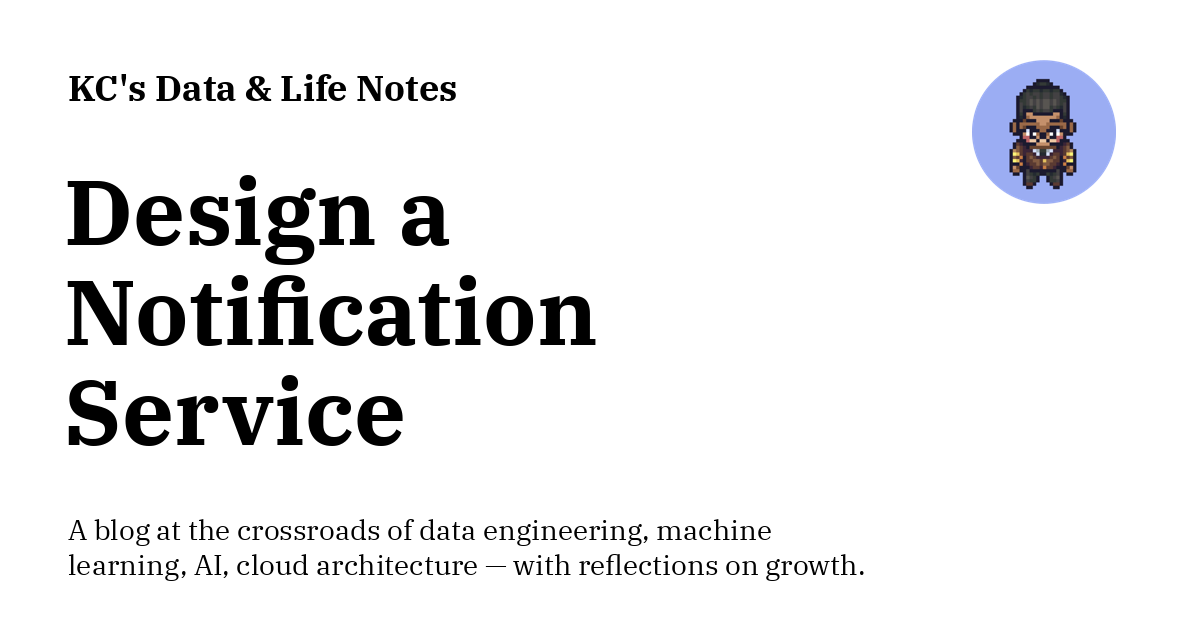 KC's Data & Life Notes
Design a
Notification
Service
A blog at the crossroads of data engineering, machine
learning, AI, cloud architecture — with reflections on growth.